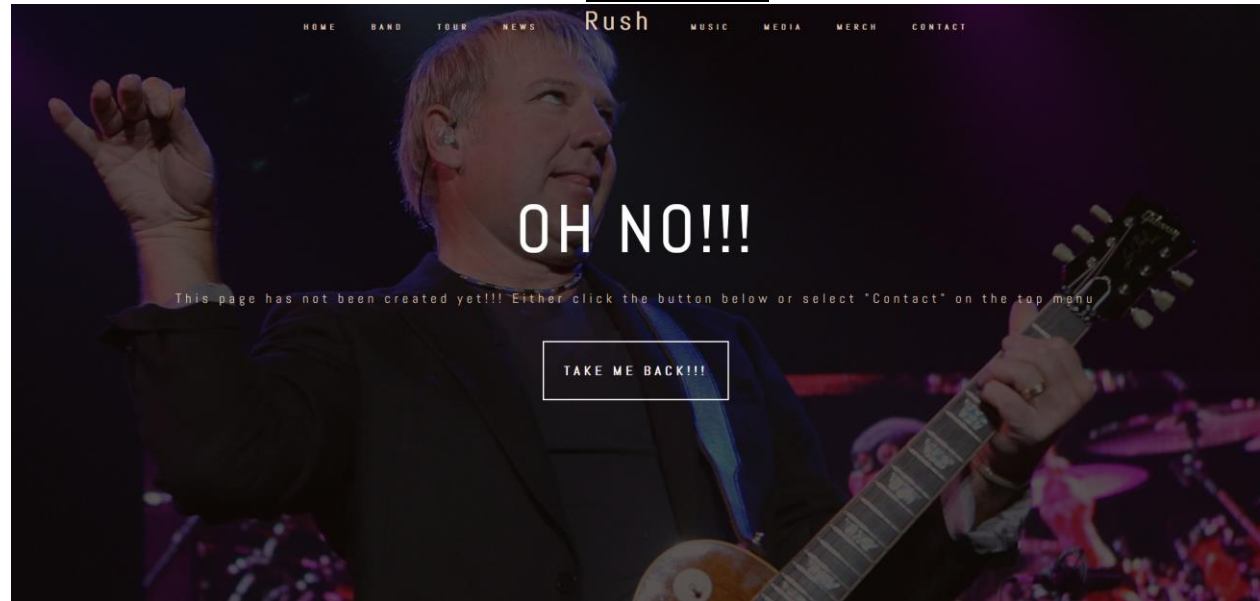 HOME BAND TOUR NEWS Rush MUSIC MEDIA MERCH CONTACT
OH NO!!!
This page has not been created yet!!! Either click the button below or select "Contact" on the top menu
TAKE ME BACK!!!